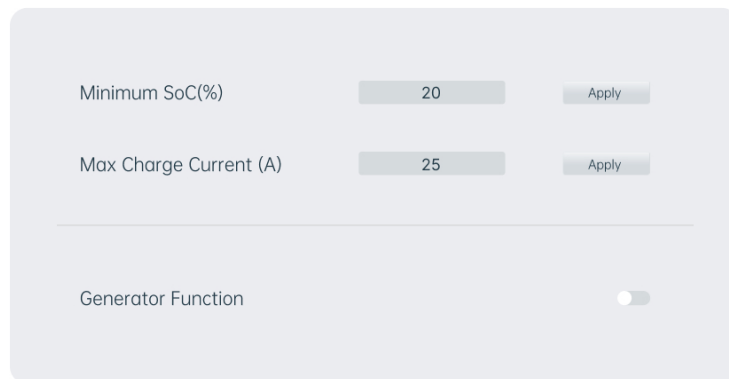 Minimum SoC(%) 20 Apply
Max Charge Current (A) 25 Apply
Generator Function